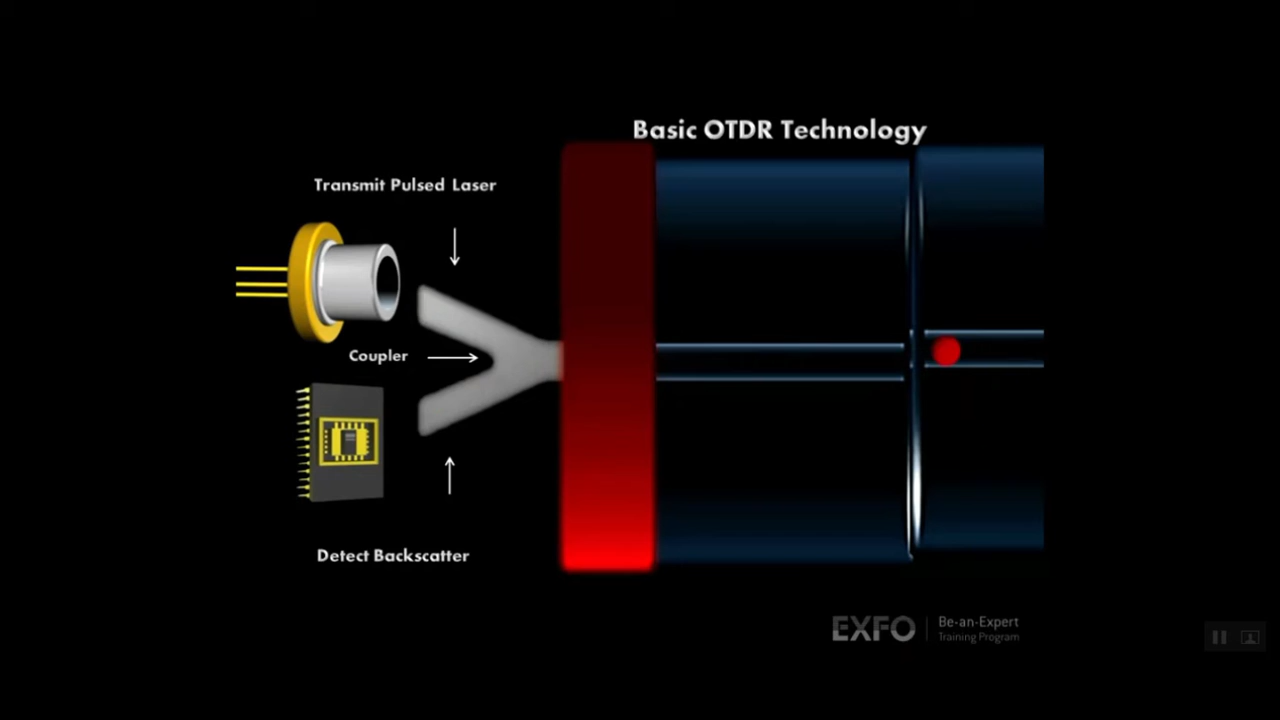 Basic OTDR Technology
Transmit Pulsed Laser
Coupler
Detect Backscatter
EXFO
Be-an-Expert
Training Program